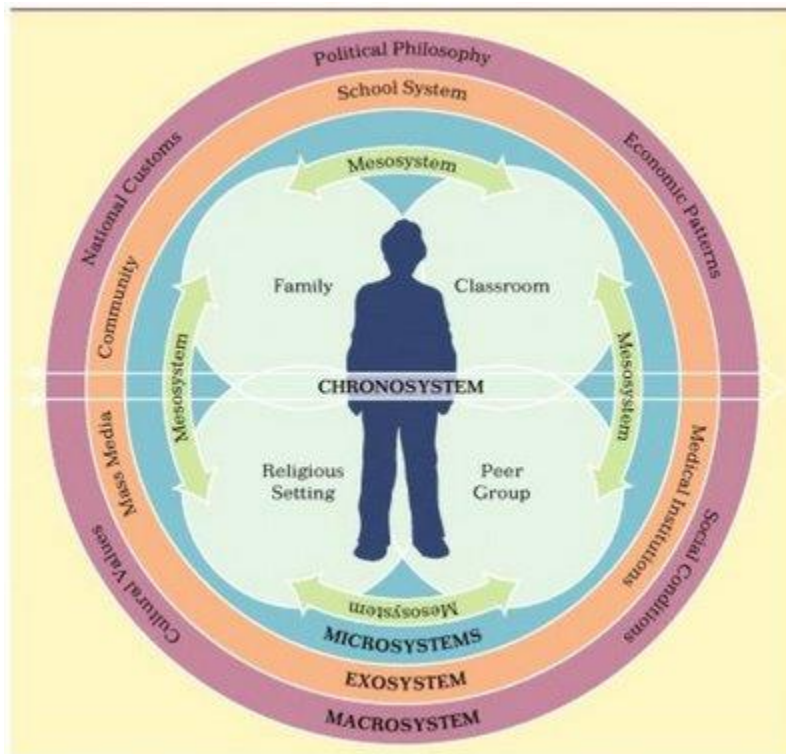 Political Philosophy
School System
National Customs
Economic Patterns
Community
Mesosystem
Family
Classroom
Mesosystem
Mesosystem
CHRONOSYSTEM
Mass Media
Religious
Setting
Peer
Group
Medical Institutions
Cultural Values
Social Conditions
Mesosystem
MICROSYSTEMS
EXOSYSTEM
MACROSYSTEM